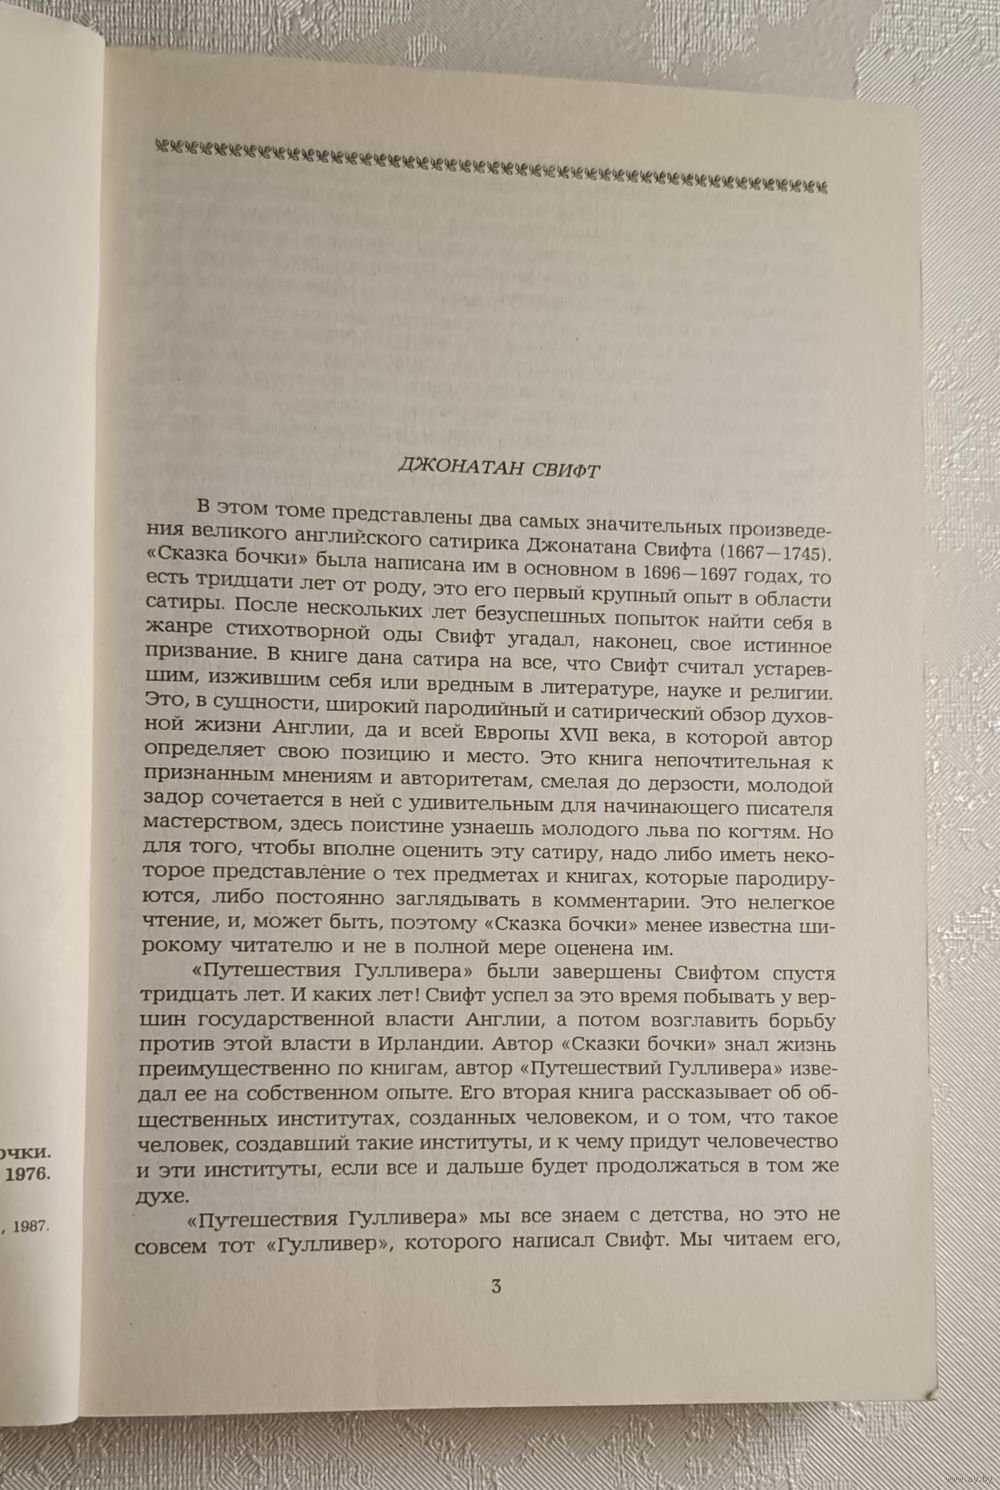 ДЖОНАТАН СВИФТ
В этом томе представлены два самых значительных произведе-
ния великого английского сатирика Джонатана Свифта (1667—1745).
«Сказка бочки» была написана им в основном в 1696—1697 годах, то
есть тридцати лет от роду, это его первый крупный опыт в области
сатиры. После нескольких лет безуспешных попыток найти себя в
жанре стихотворной оды Свифт угадал, наконец, свое истинное
призвание. В книге дана сатира на все, что Свифт считал устарев-
шим, изжившим себя или вредным в литературе, науке и религии.
Это, в сущности, широкий пародийный и сатирический обзор духов-
ной жизни Англии, да и всей Европы XVII века, в которой автор
определяет свою позицию и место. Это книга непочтительная к
признанным мнениям и авторитетам, смелая до дерзости, молодой
задор сочетается в ней с удивительным для начинающего писателя
мастерством, здесь поистине узнаешь молодого льва по когтям. Но
для того, чтобы вполне оценить эту сатиру, надо либо иметь неко-
торое представление о тех предметах и книгах, которые пародиру-
ются, либо постоянно заглядывать в комментарии. Это нелегкое
чтение, и, может быть, поэтому «Сказка бочки» менее известна ши-
рокому читателю и не в полной мере оценена им.
«Путешествия Гулливера» были завершены Свифтом спустя
тридцать лет. И каких лет! Свифт успел за это время побывать у вер-
шин государственной власти Англии, а потом возглавить борьбу
против этой власти в Ирландии. Автор «Сказки бочки» знал жизнь
преимущественно по книгам, автор «Путешествий Гулливера» изве-
дал ее на собственном опыте. Его вторая книга рассказывает об об-
щественных институтах, созданных человеком, и о том, что такое
человек, создавший такие институты, и к чему придут человечество
и эти институты, если все и дальше будет продолжаться в том же
духе.
«Путешествия Гулливера» мы все знаем с детства, но это не
совсем тот «Гулливер», которого написал Свифт. Мы читаем его,
3
очки.
1976.
, 1987.
www.ay.by